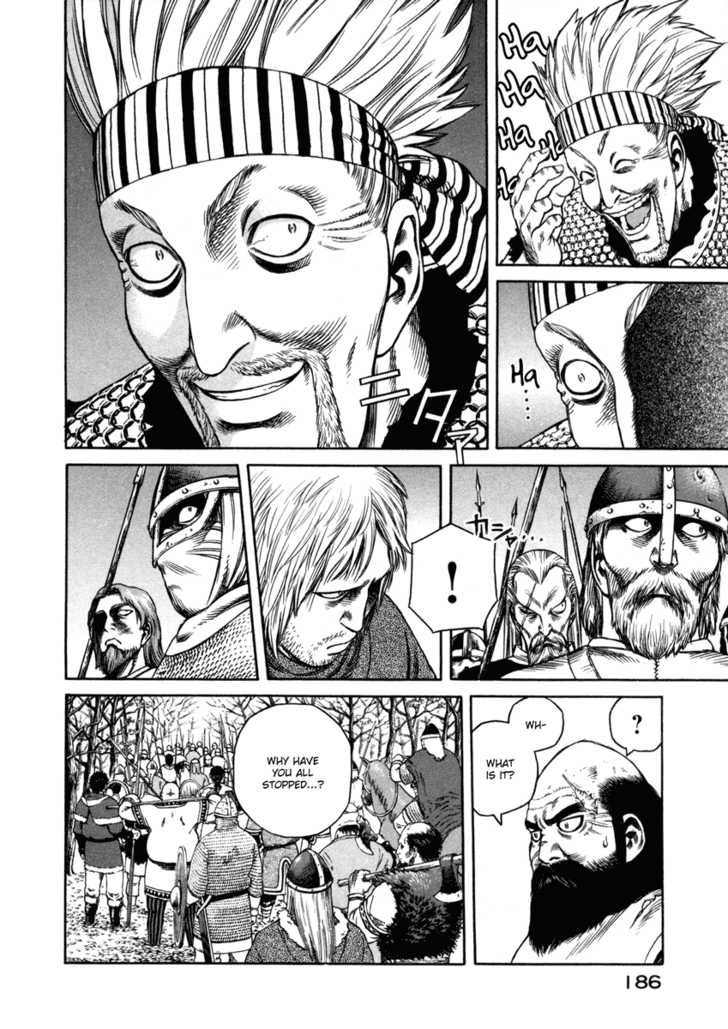 Ha
Ha
Ha
Ha
Ha
Ha
......
ニタァ
カシャ....
!
?
WH-
WHAT
IS IT?
WHY HAVE
YOU ALL
STOPPED...?
186